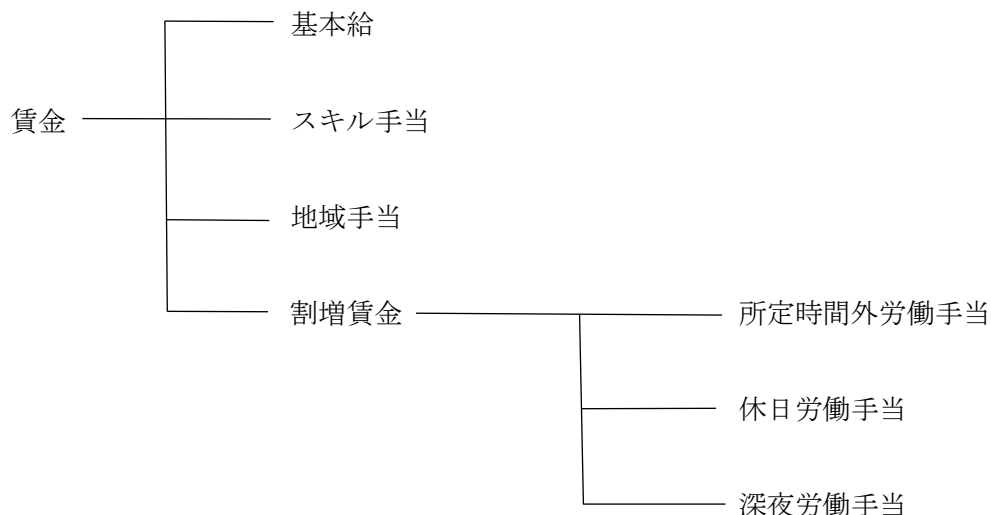 基本給
賃金
スキル手当
地域手当
割増賃金
所定時間外労働手当
休日労働手当
深夜労働手当